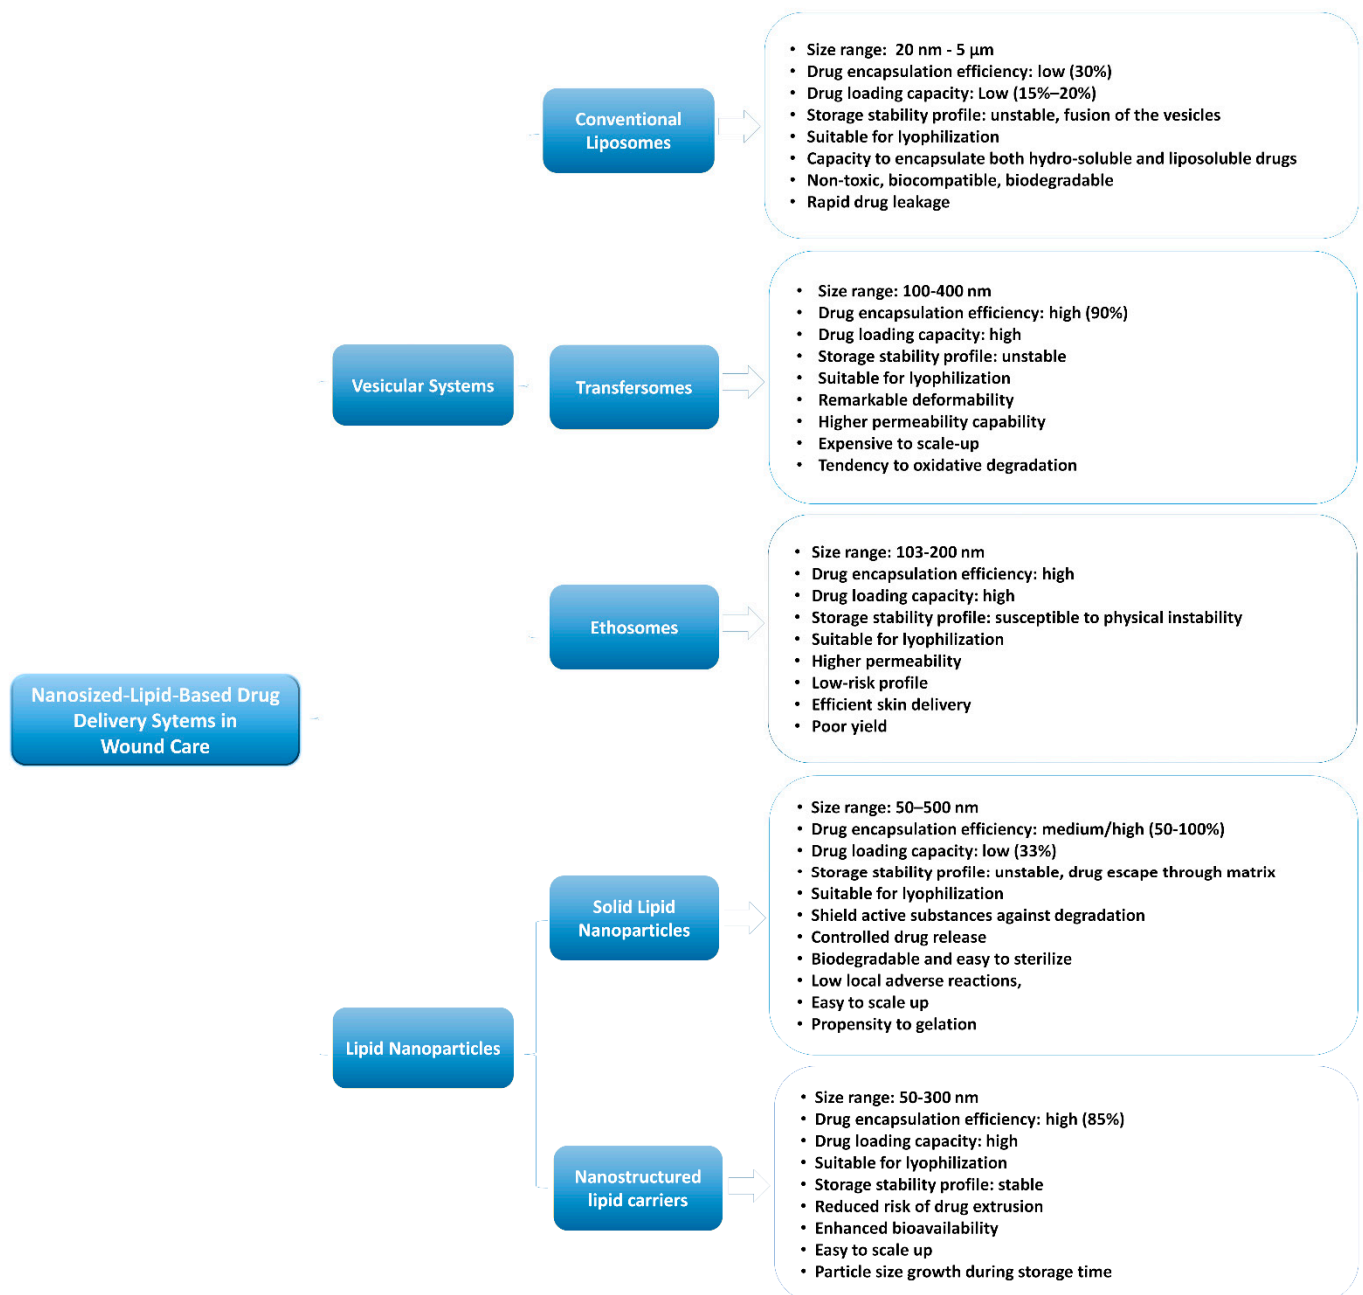 Nanosized-Lipid-Based Drug
Delivery Sytems in
Wound Care
Vesicular Systems
Conventional
Liposomes
• Size range: 20 nm - 5 µm
• Drug encapsulation efficiency: low (30%)
• Drug loading capacity: Low (15%–20%)
• Storage stability profile: unstable, fusion of the vesicles
• Suitable for lyophilization
• Capacity to encapsulate both hydro-soluble and liposoluble drugs
• Non-toxic, biocompatible, biodegradable
• Rapid drug leakage
Transfersomes
• Size range: 100-400 nm
• Drug encapsulation efficiency: high (90%)
• Drug loading capacity: high
• Storage stability profile: unstable
• Suitable for lyophilization
• Remarkable deformability
• Higher permeability capability
• Expensive to scale-up
• Tendency to oxidative degradation
Ethosomes
• Size range: 103-200 nm
• Drug encapsulation efficiency: high
• Drug loading capacity: high
• Storage stability profile: susceptible to physical instability
• Suitable for lyophilization
• Higher permeability
• Low-risk profile
• Efficient skin delivery
• Poor yield
Lipid Nanoparticles
Solid Lipid
Nanoparticles
• Size range: 50–500 nm
• Drug encapsulation efficiency: medium/high (50-100%)
• Drug loading capacity: low (33%)
• Storage stability profile: unstable, drug escape through matrix
• Suitable for lyophilization
• Shield active substances against degradation
• Controlled drug release
• Biodegradable and easy to sterilize
• Low local adverse reactions,
• Easy to scale up
• Propensity to gelation
Nanostructured
lipid carriers
• Size range: 50-300 nm
• Drug encapsulation efficiency: high (85%)
• Drug loading capacity: high
• Suitable for lyophilization
• Storage stability profile: stable
• Reduced risk of drug extrusion
• Enhanced bioavailability
• Easy to scale up
• Particle size growth during storage time